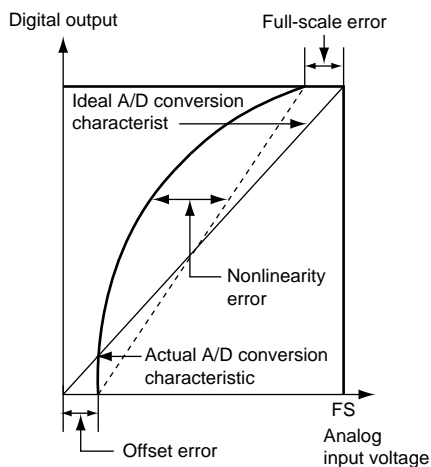 Digital output
Full-scale error
Ideal A/D conversion
characterist
Nonlinearity
error
Actual A/D conversion
characteristic
FS
Analog
input voltage
Offset error